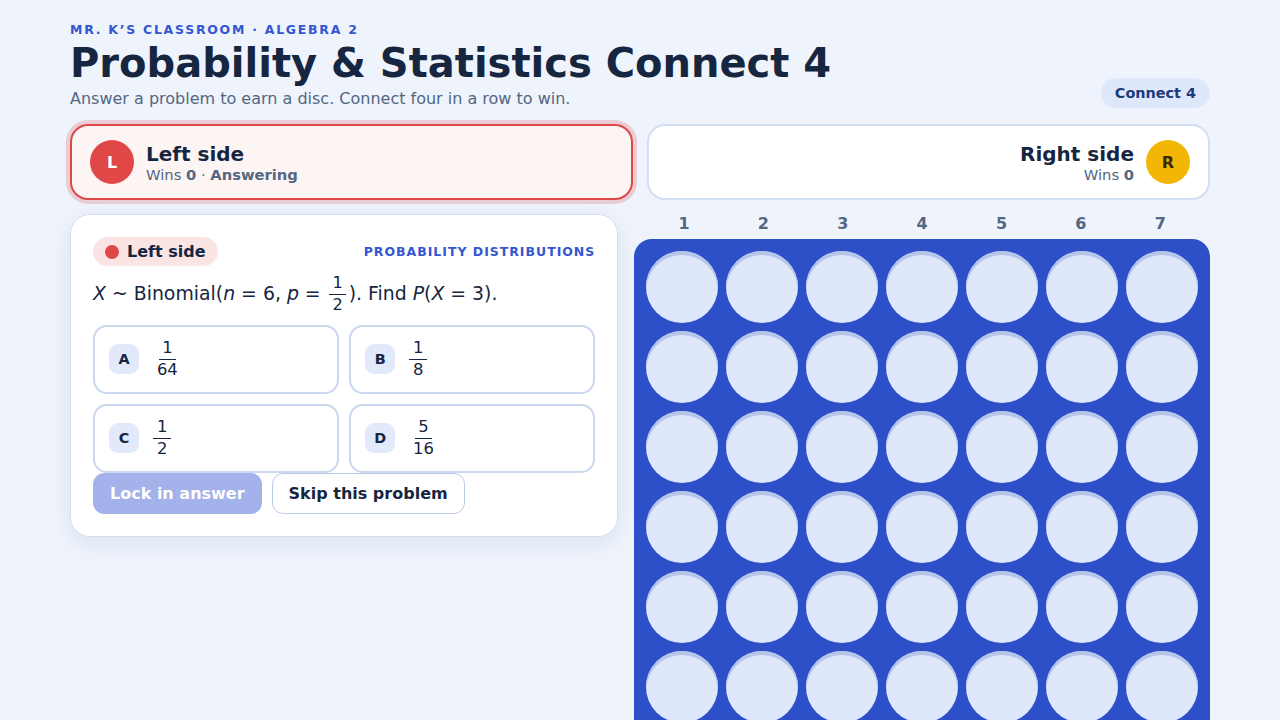 MR. K’S CLASSROOM · ALGEBRA 2
Probability & Statistics Connect 4
Answer a problem to earn a disc. Connect four in a row to win.
Connect 4
L
Left side
Wins 0 · Answering
Right side
Wins 0
R
Left side
PROBABILITY DISTRIBUTIONS
X ~ Binomial(n = 6, p = 1/2). Find P(X = 3).
A 1/64
B 1/8
C 1/2
D 5/16
Lock in answer
Skip this problem
1 2 3 4 5 6 7